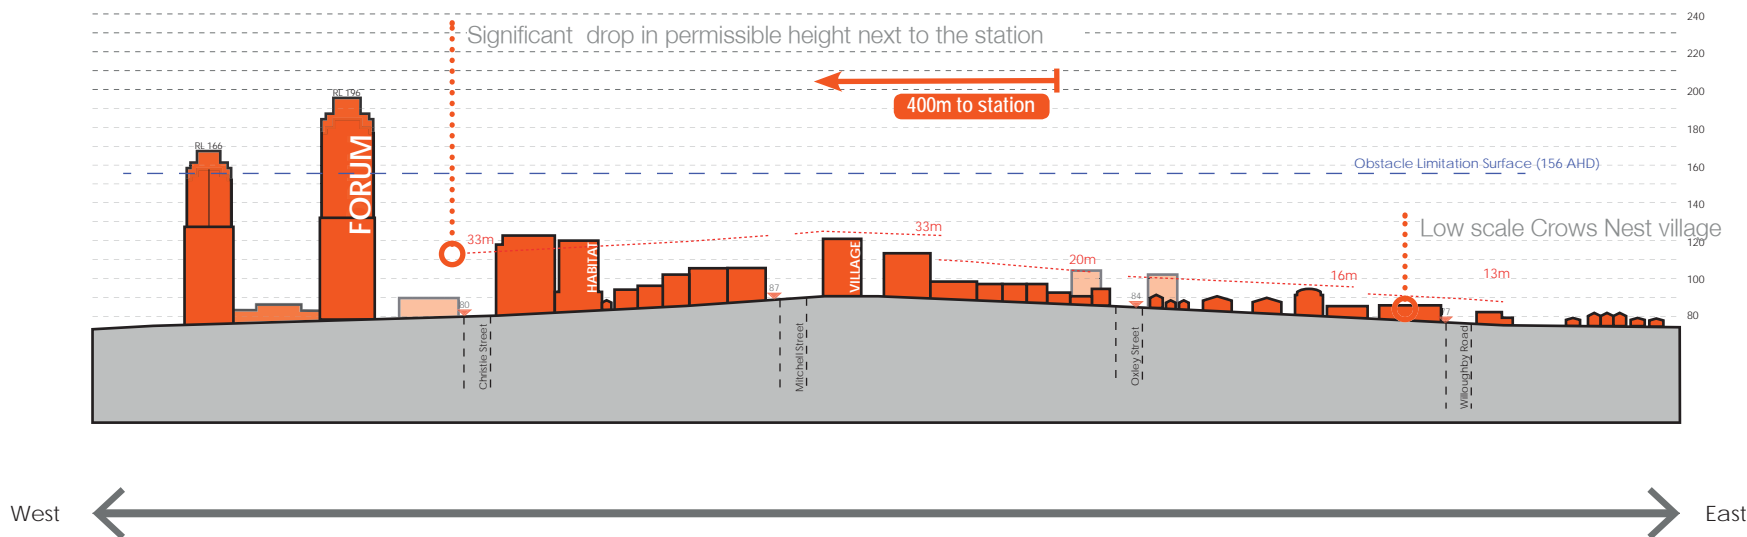 240
Significant drop in permissible height next to the station
220
RL 196
200
400m to station
180
RL 166
FORUM
160
Obstacle Limitation Surface (156 AHD)
140
33m
33m
Low scale Crows Nest village
120
HABITAT
VILLAGE
20m
16m
13m
100
87
84
80
80
77
Christie Street
Mitchell Street
Oxley Street
Willoughby Road
West
East